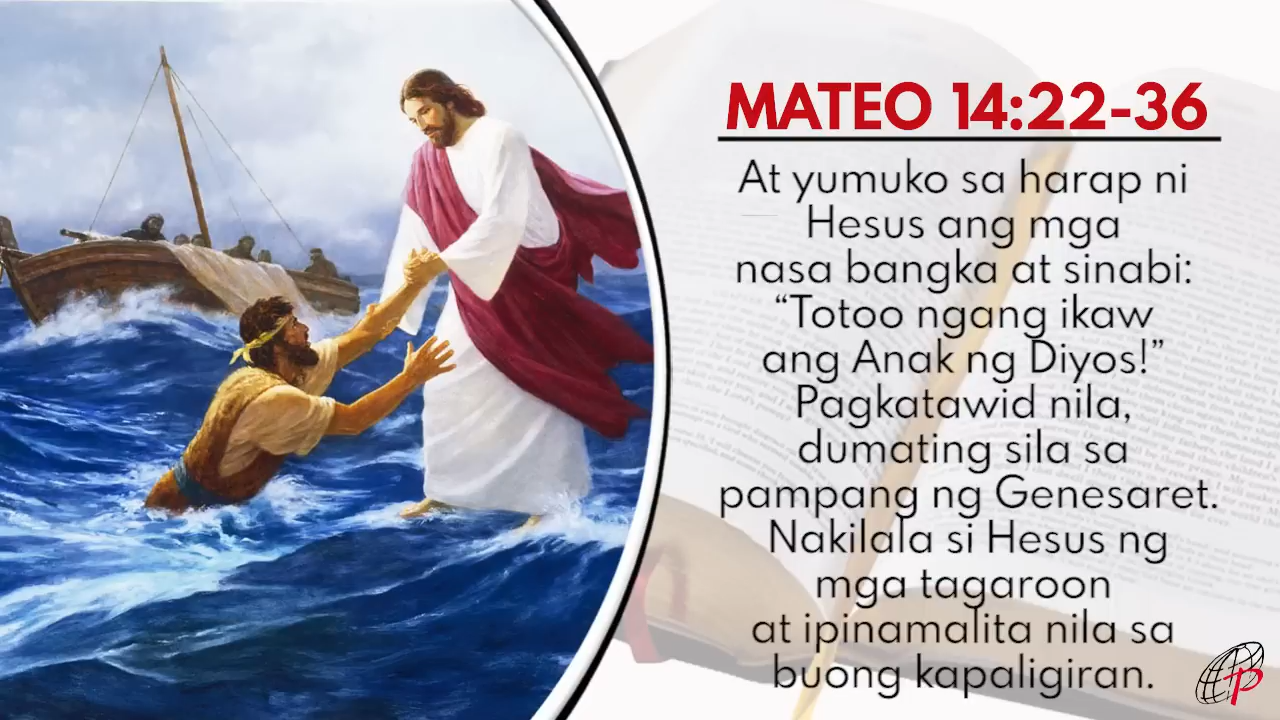 MATEO 14:22-36
At yumuko sa harap ni
Hesus ang mga
nasa bangka at sinabi:
“Totoo ngang ikaw
ang Anak ng Diyos!”
Pagkatawid nila,
dumating sila sa
pampang ng Genesaret.
Nakilala si Hesus ng
mga tagaroon
at ipinamalita nila sa
buong kapaligiran.